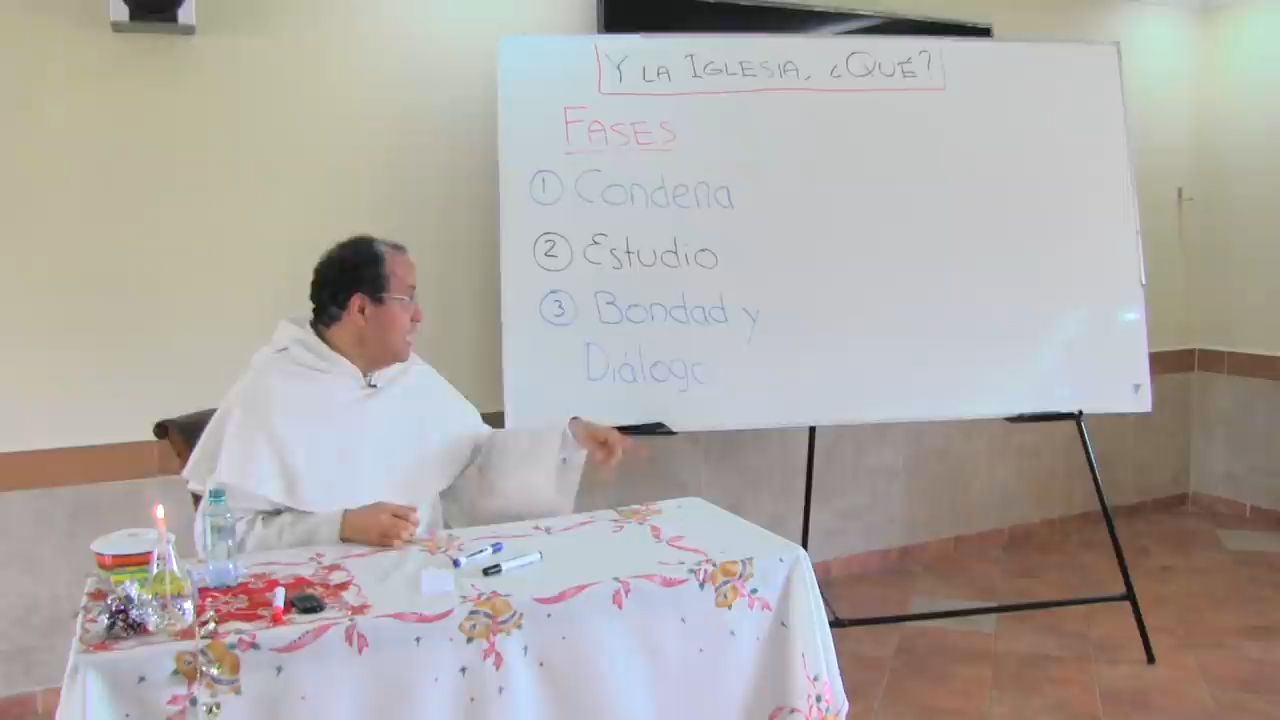 Y LA IGLESIA, ¿QUÉ?
FASES
1 Condena
2 Estudio
3 Bondad y
Diálogo